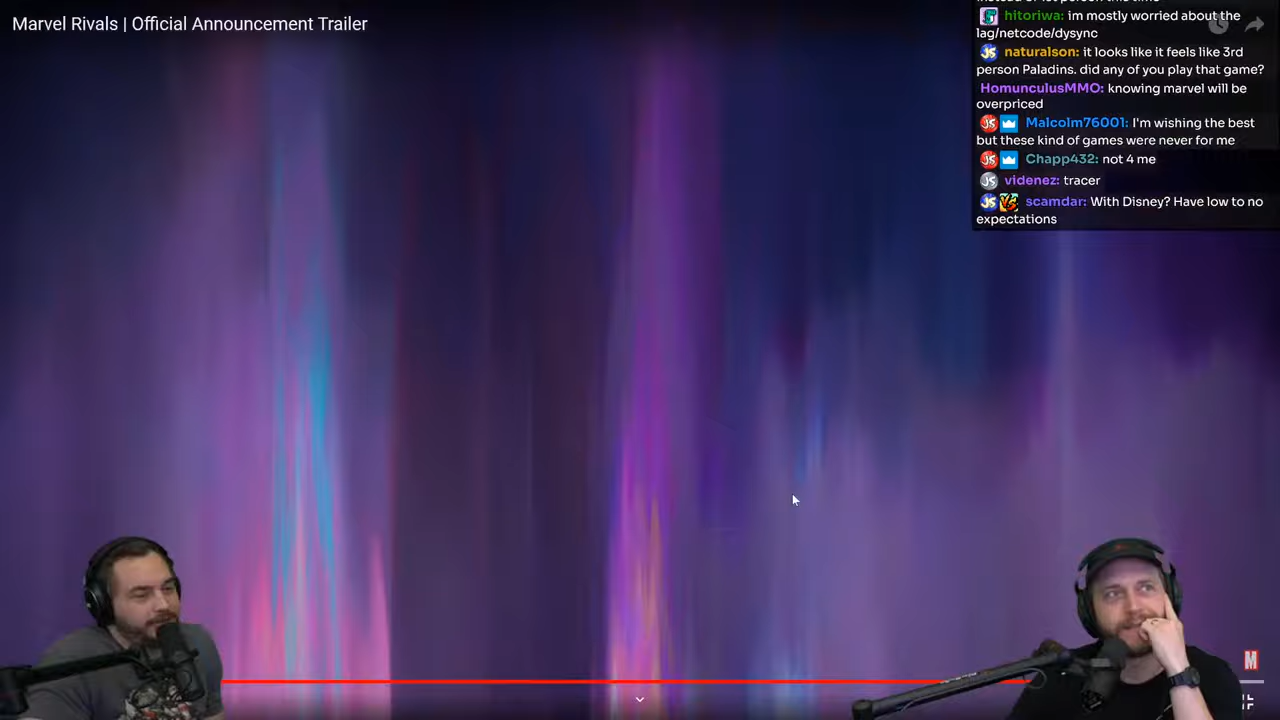 Marvel Rivals | Official Announcement Trailer
hitoriwa: im mostly worried about the
lag/netcode/dysync
naturalson: it looks like it feels like 3rd
person Paladins. did any of you play that game?
HomunculusMMO: knowing marvel will be
overpriced
Malcolm76001: I'm wishing the best
but these kind of games were never for me
Chapp432: not 4 me
videnez: tracer
scamdar: With Disney? Have low to no
expectations
M